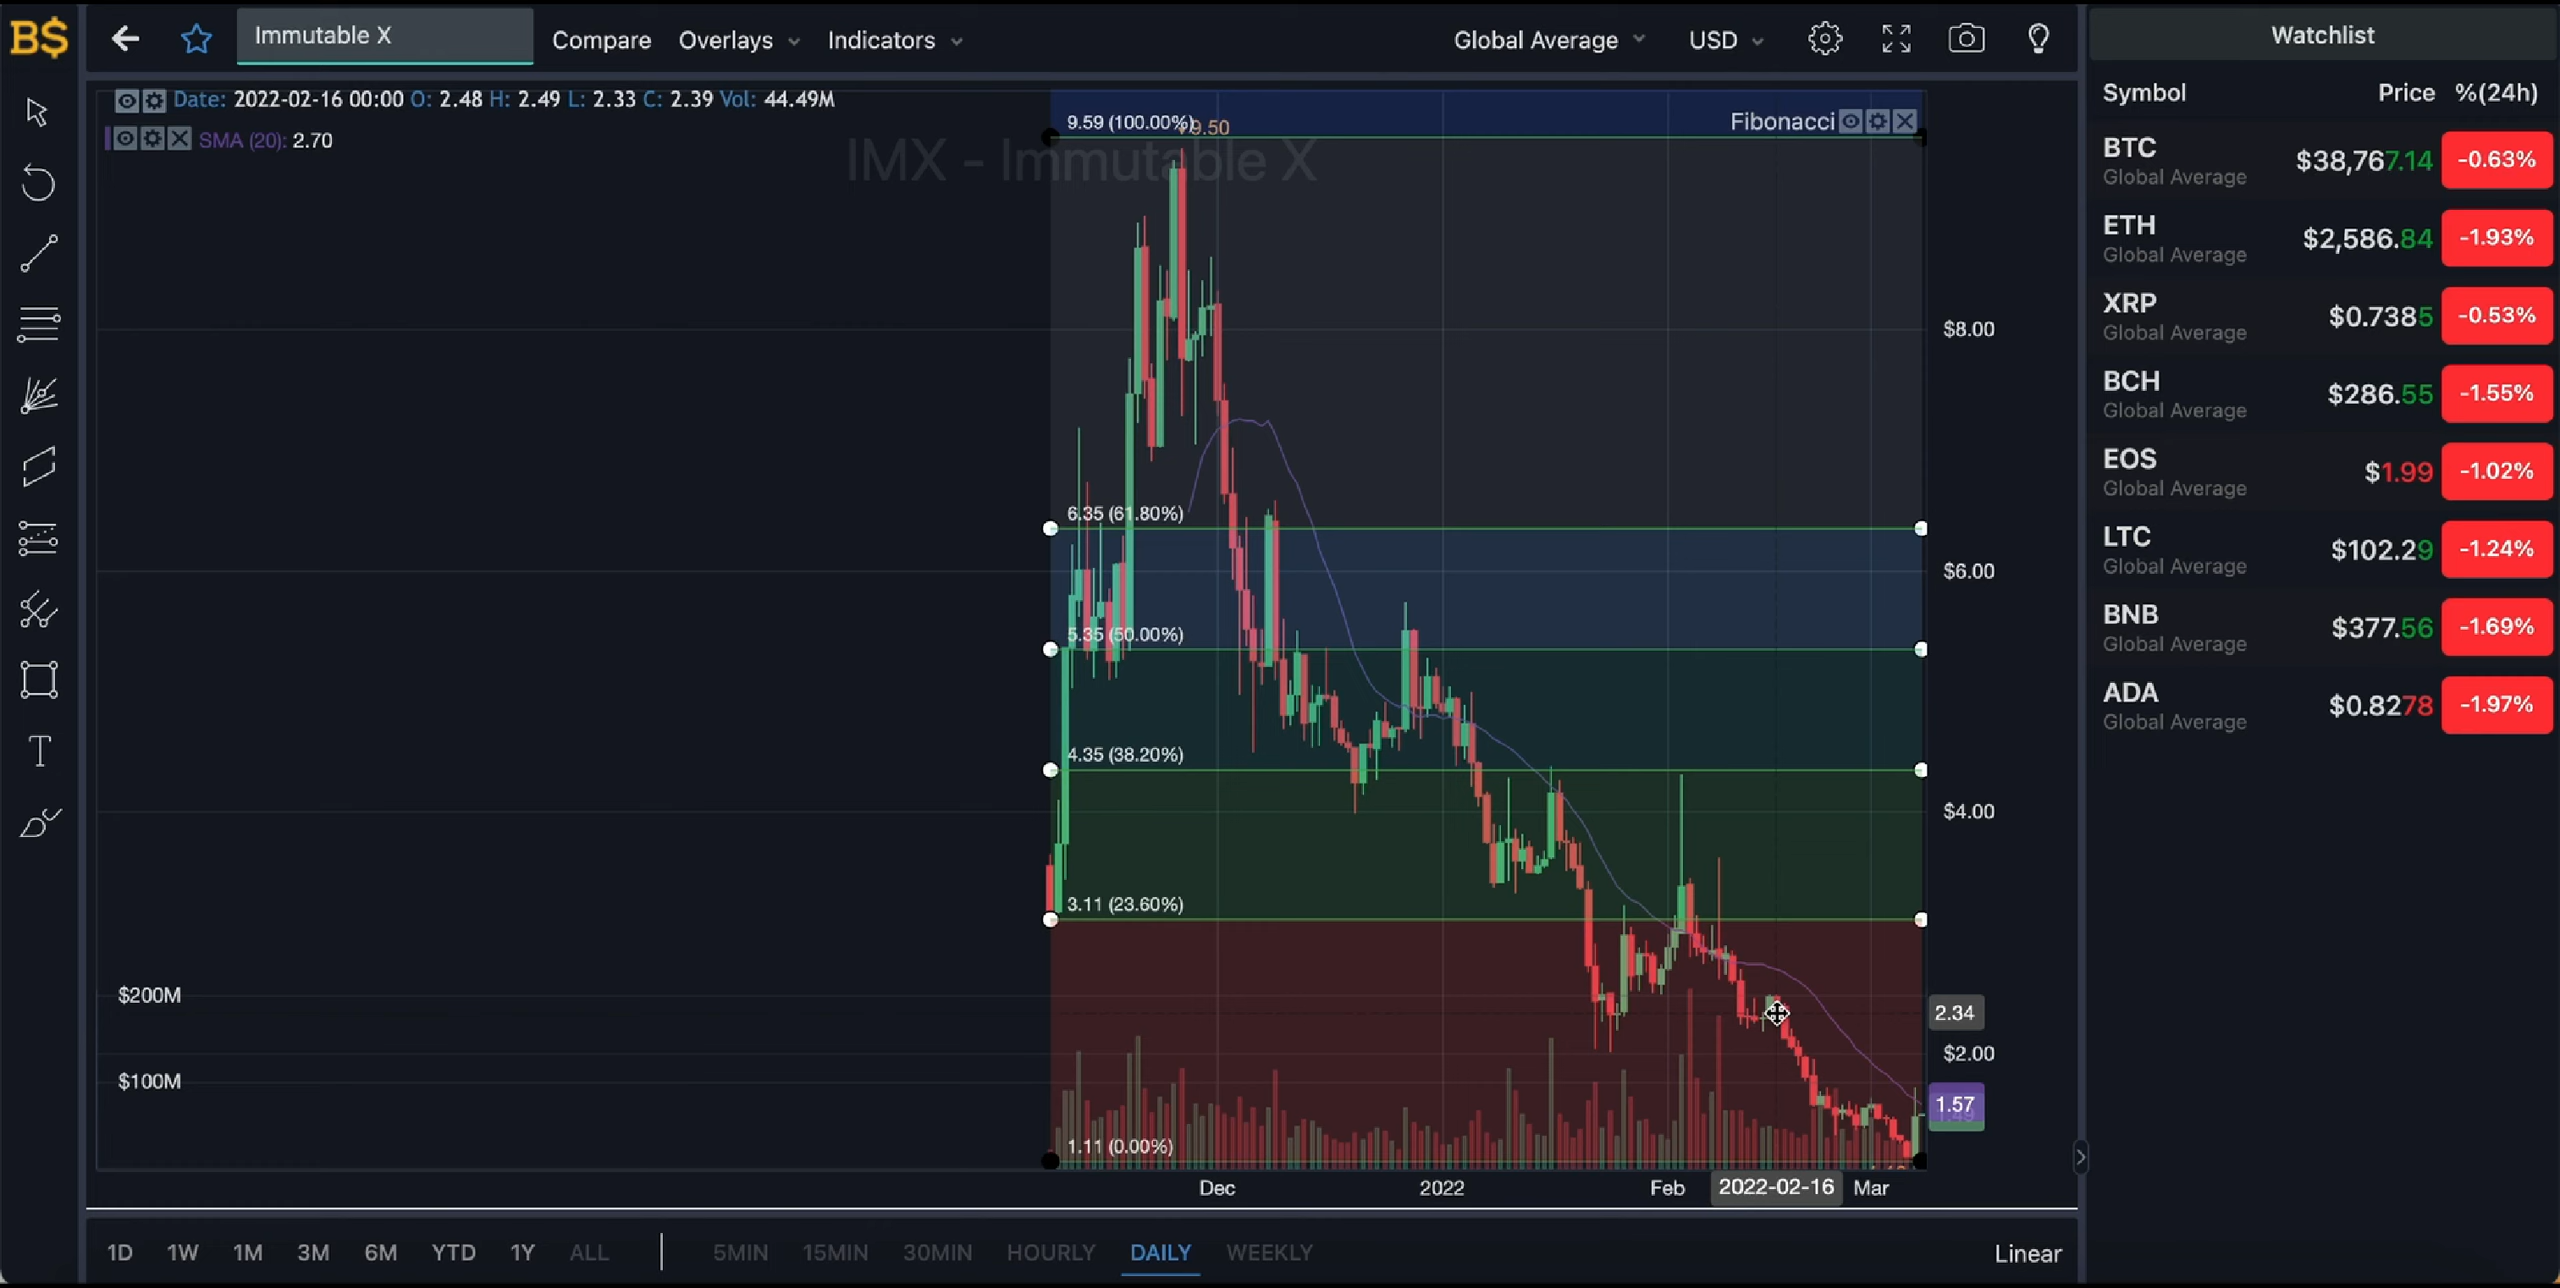 B$
Immutable X
Compare Overlays Indicators
Global Average USD
Watchlist
Date: 2022-02-16 00:00 O: 2.48 H: 2.49 L: 2.33 C: 2.39 Vol: 44.49M
SMA (20): 2.70
IMX - Immutable X
Fibonacci
9.59 (100.00%)
9.50
6.35 (61.80%)
5.35 (50.00%)
4.35 (38.20%)
3.11 (23.60%)
1.11 (0.00%)
$8.00
$6.00
$4.00
2.34
$2.00
1.57
$200M
$100M
Dec 2022 Feb 2022-02-16 Mar
1D 1W 1M 3M 6M YTD 1Y ALL 5MIN 15MIN 30MIN HOURLY DAILY WEEKLY Linear
Symbol Price %(24h)
BTC $38,767.14 -0.63%
Global Average
ETH $2,586.84 -1.93%
Global Average
XRP $0.7385 -0.53%
Global Average
BCH $286.55 -1.55%
Global Average
EOS $1.99 -1.02%
Global Average
LTC $102.29 -1.24%
Global Average
BNB $377.56 -1.69%
Global Average
ADA $0.8278 -1.97%
Global Average